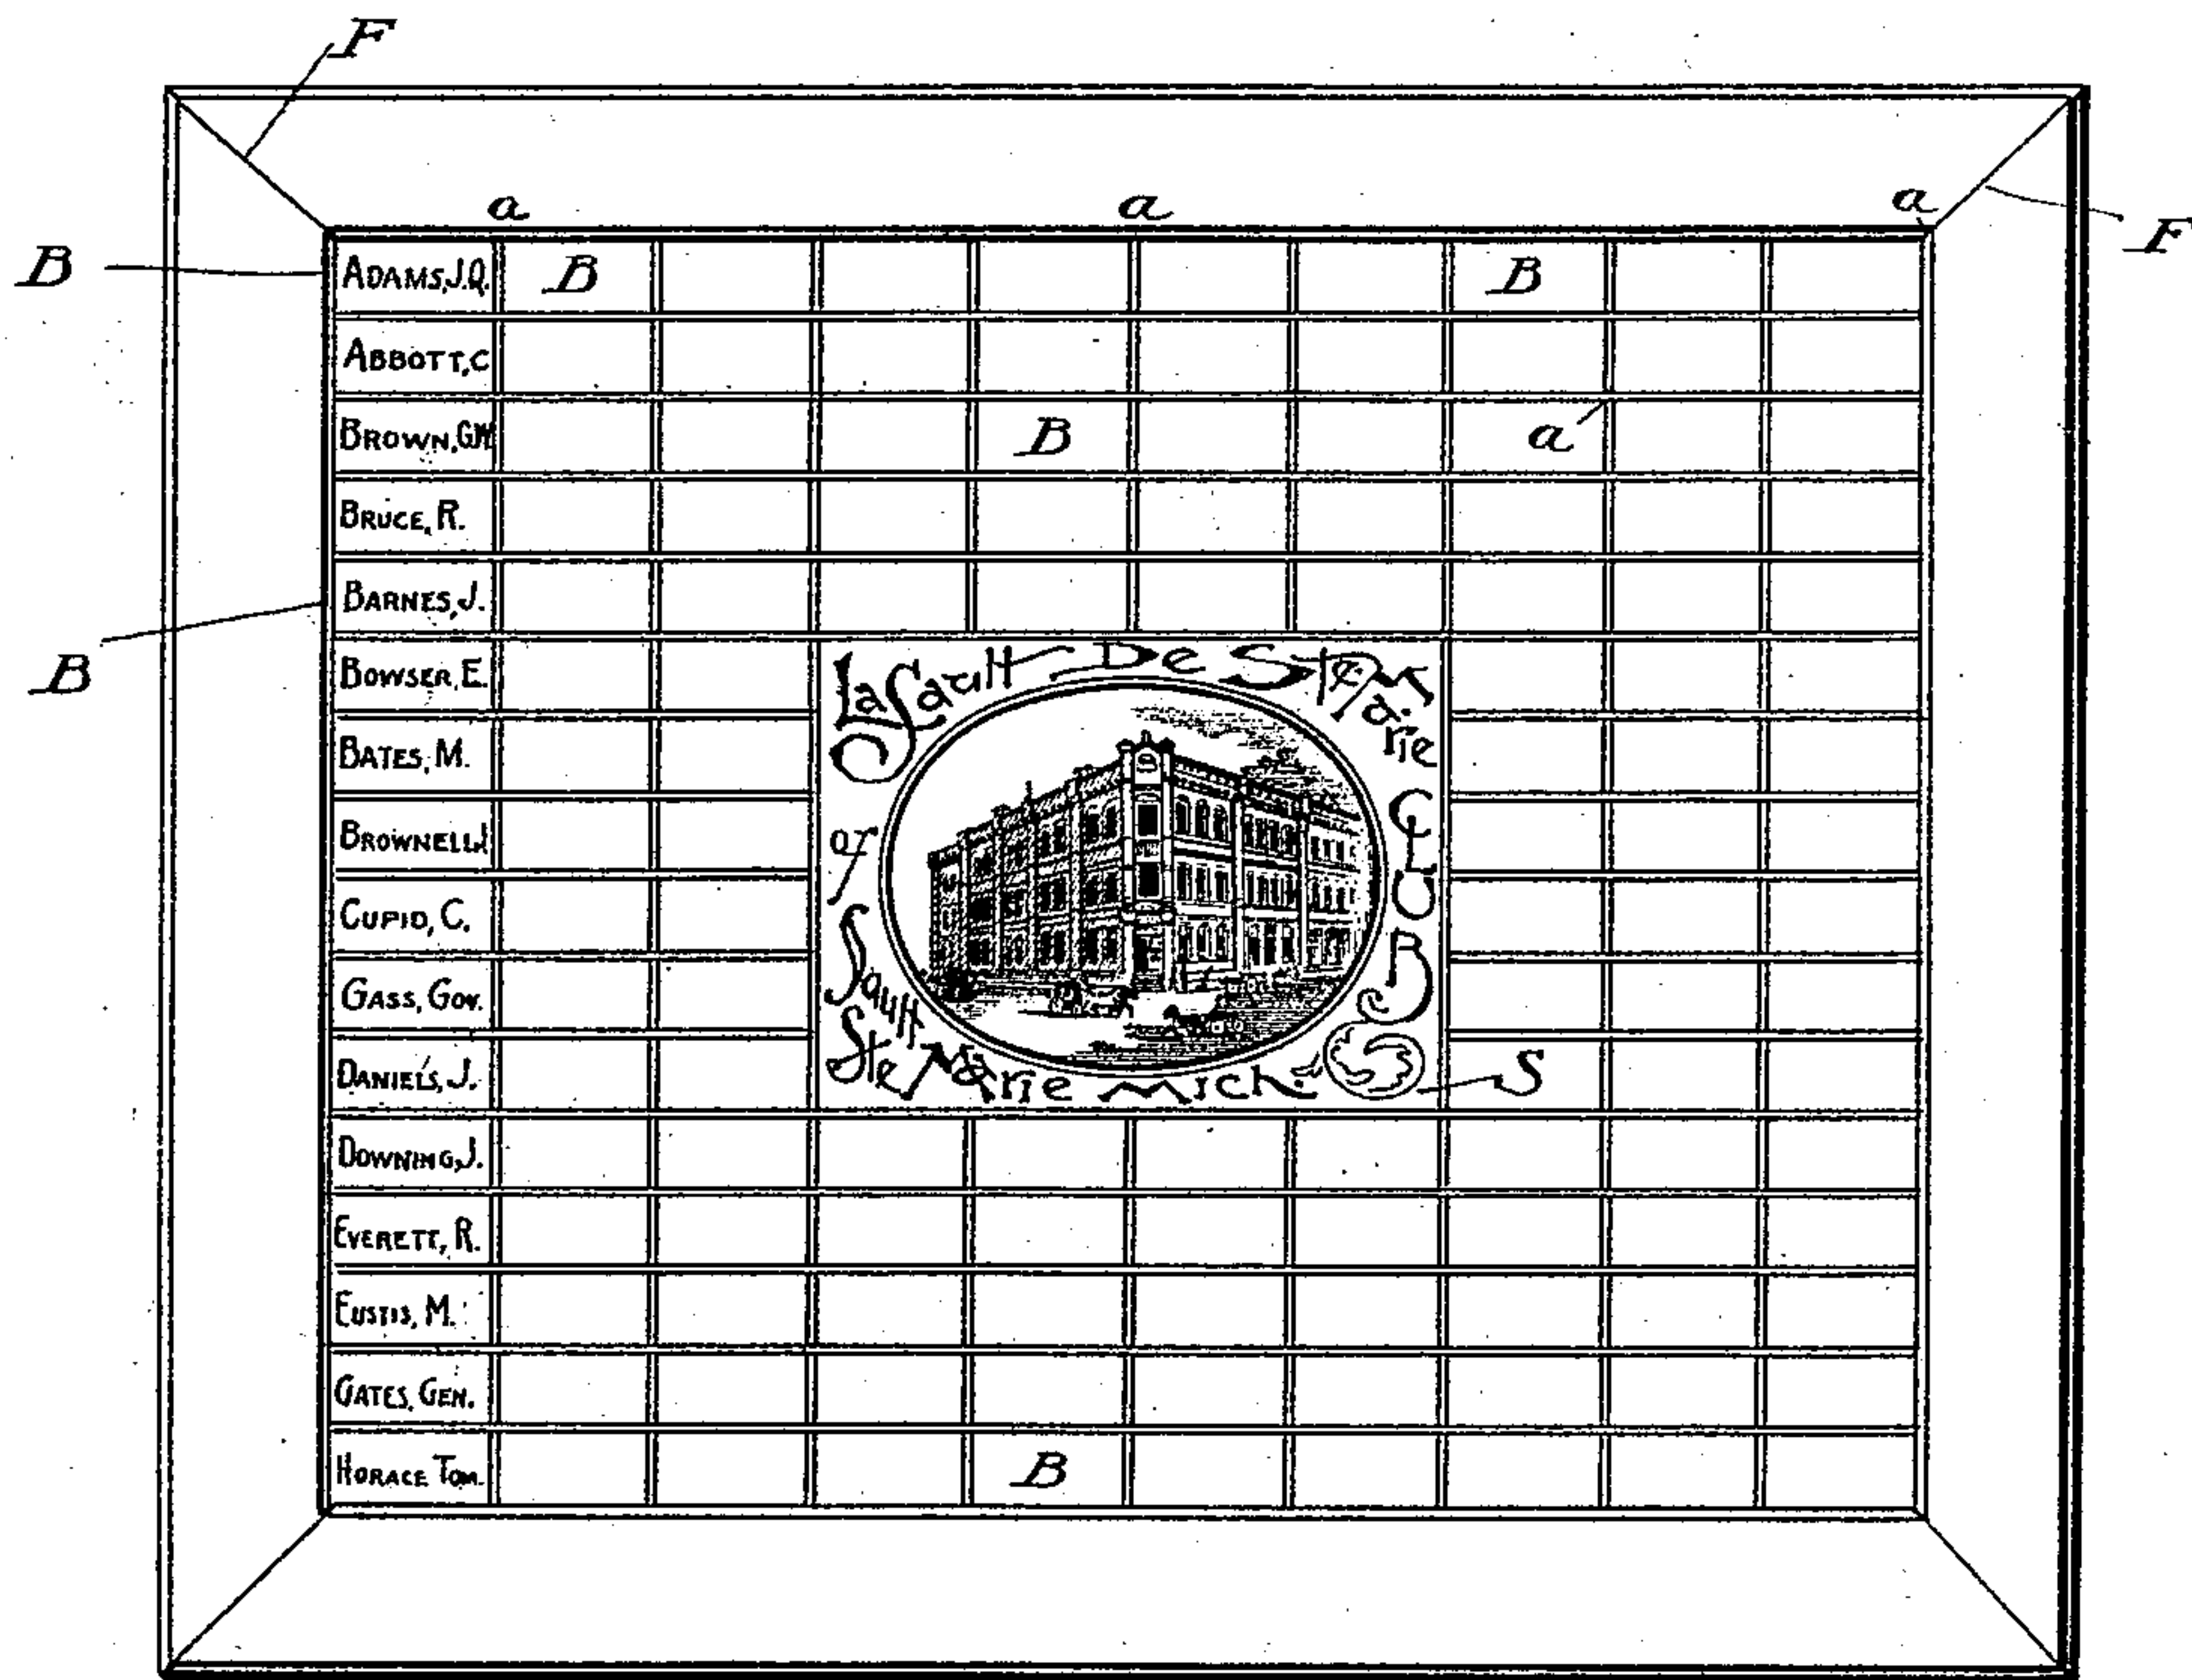 F
a a a
F
B ADAMS, J.Q. B B
ABBOTT, C
BROWN, G.W B a
BRUCE, R.
BARNES, J.
B
BOWSER, E.
BATES, M.
BROWNELL, J
CUPID, C.
GASS, GOV.
DANIELS, J.
DOWNING, J.
EVERETT, R.
EUSTIS, M.
GATES, GEN.
HORACE TOM. B
La Sault De Ste Marie CLUB
of
Sault
Ste Marie Mich.
S